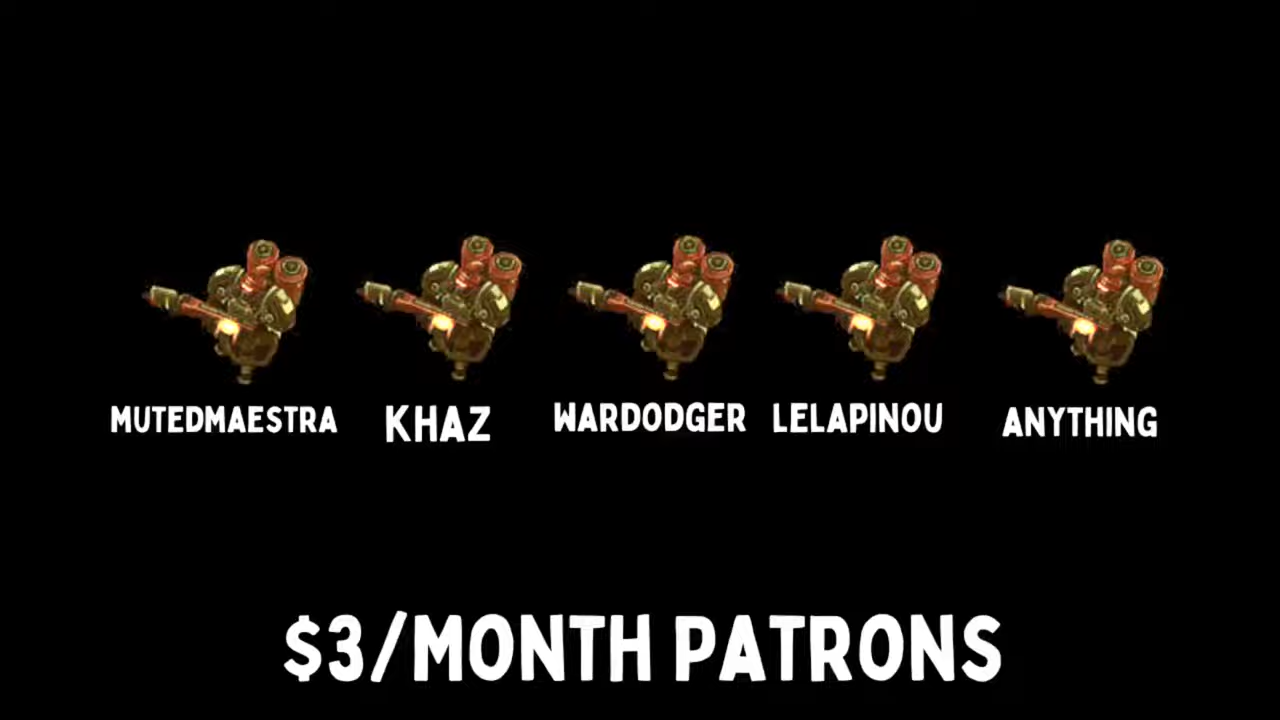 MUTEDMAESTRA KHAZ WARDODGER LELAPINOU ANYTHING
$3/MONTH PATRONS